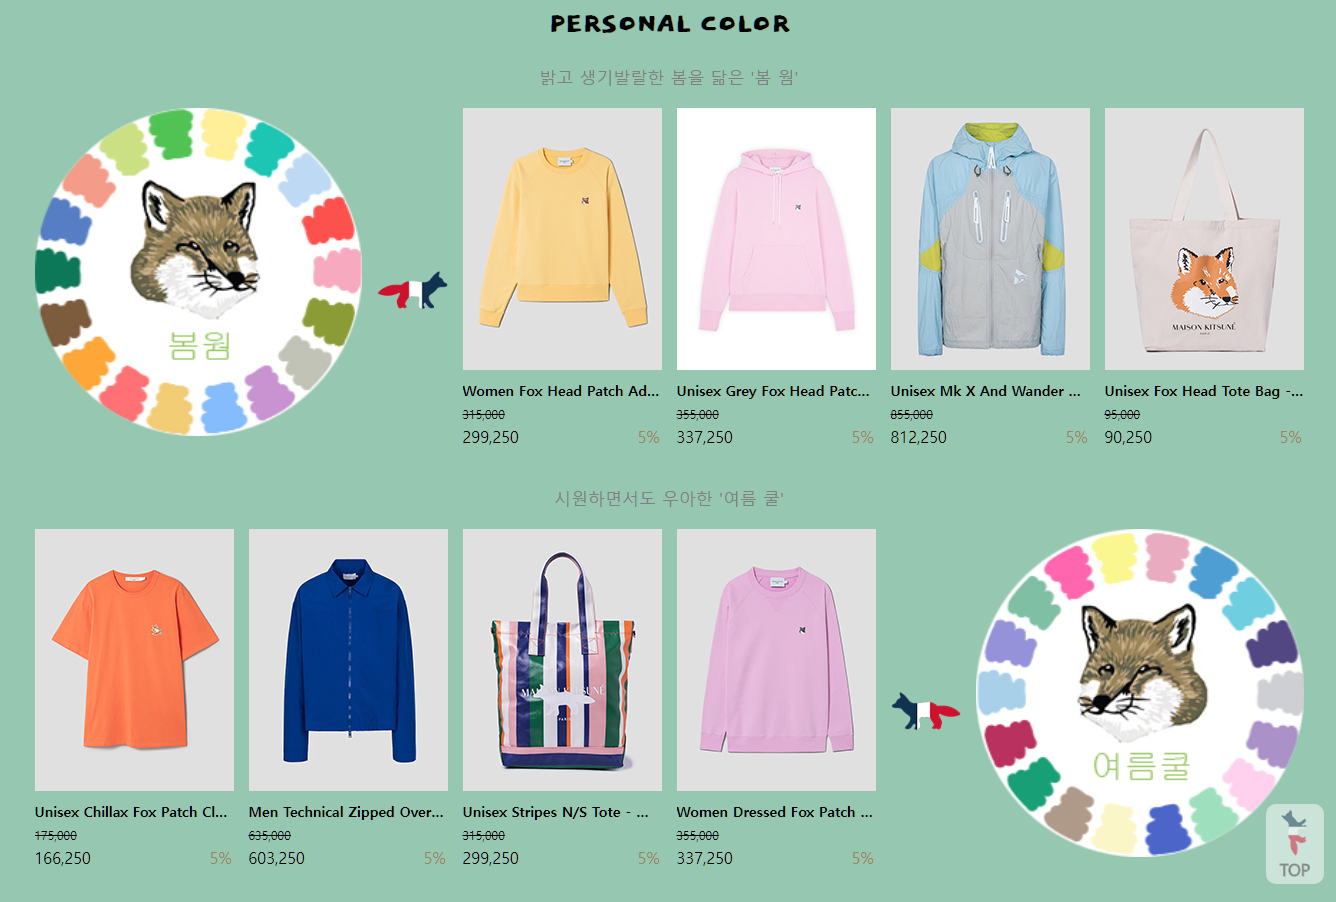 PERSONAL COLOR
밝고 생기발랄한 봄을 닮은 '봄 웜'
봄웜
MAISON KITSUNÉ
PARIS
Women Fox Head Patch Ad...
315,000
299,250 5%
Unisex Grey Fox Head Patc...
355,000
337,250 5%
Unisex Mk X And Wander ...
855,000
812,250 5%
Unisex Fox Head Tote Bag -...
95,000
90,250 5%
시원하면서도 우아한 '여름 쿨'
MAISON KITSUNÉ
PARIS
여름쿨
Unisex Chillax Fox Patch Cl...
175,000
166,250 5%
Men Technical Zipped Over...
635,000
603,250 5%
Unisex Stripes N/S Tote - ...
315,000
299,250 5%
Women Dressed Fox Patch ...
355,000
337,250 5%
TOP